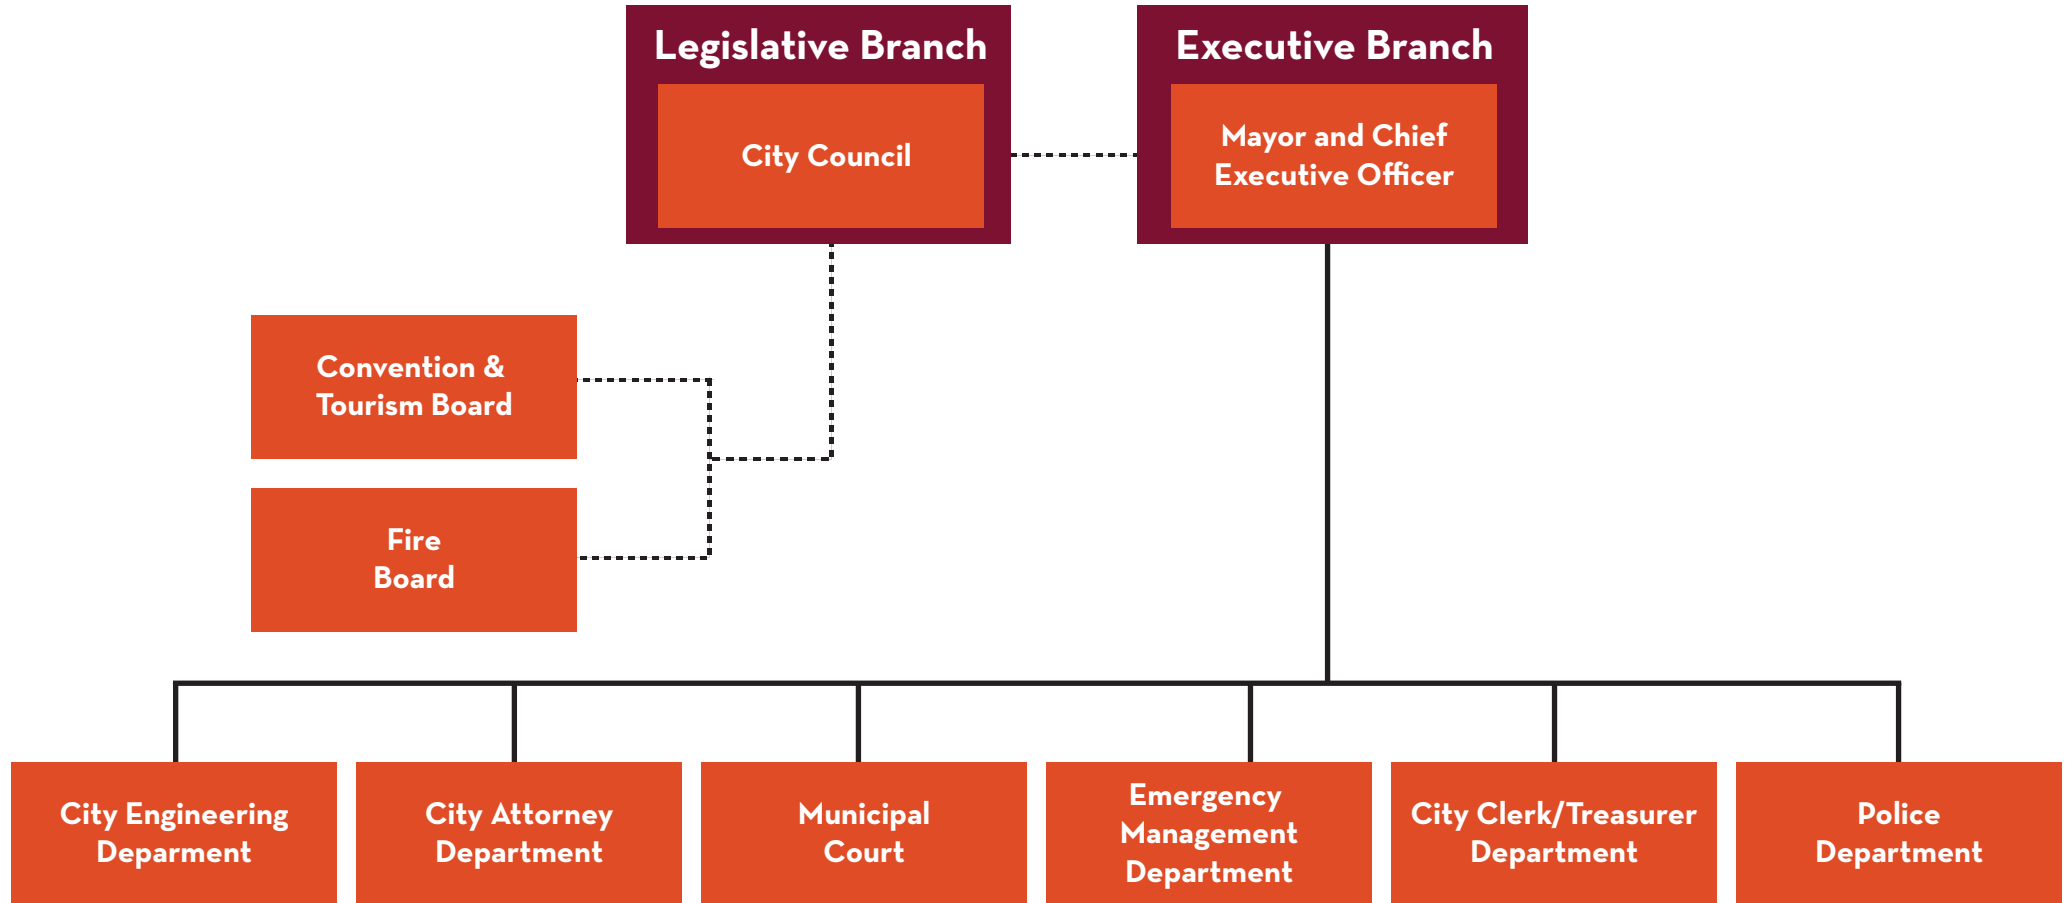 Legislative Branch
City Council
Executive Branch
Mayor and Chief
Executive Officer
Convention &
Tourism Board
Fire
Board
City Engineering
Deparment
City Attorney
Department
Municipal
Court
Emergency
Management
Department
City Clerk/Treasurer
Department
Police
Department